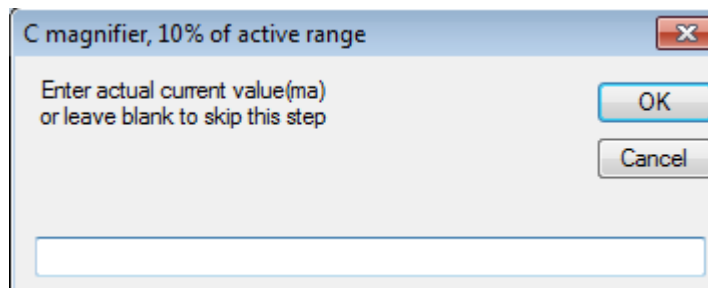 C magnifier, 10% of active range
Enter actual current value(ma)
or leave blank to skip this step
OK
Cancel